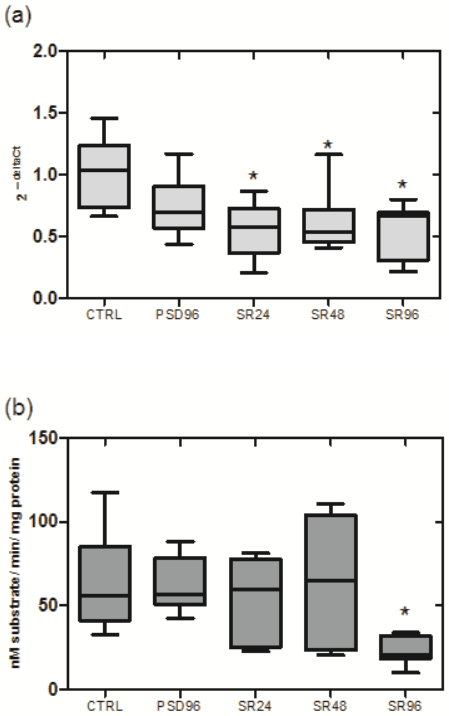 (a)
2.0
1.5
1.0
0.5
0.0
2 −deltaCt
*
*
*
CTRL PSD96 SR24 SR48 SR96
(b)
150
100
50
0
nM substrate/ min/ mg protein
*
CTRL PSD96 SR24 SR48 SR96